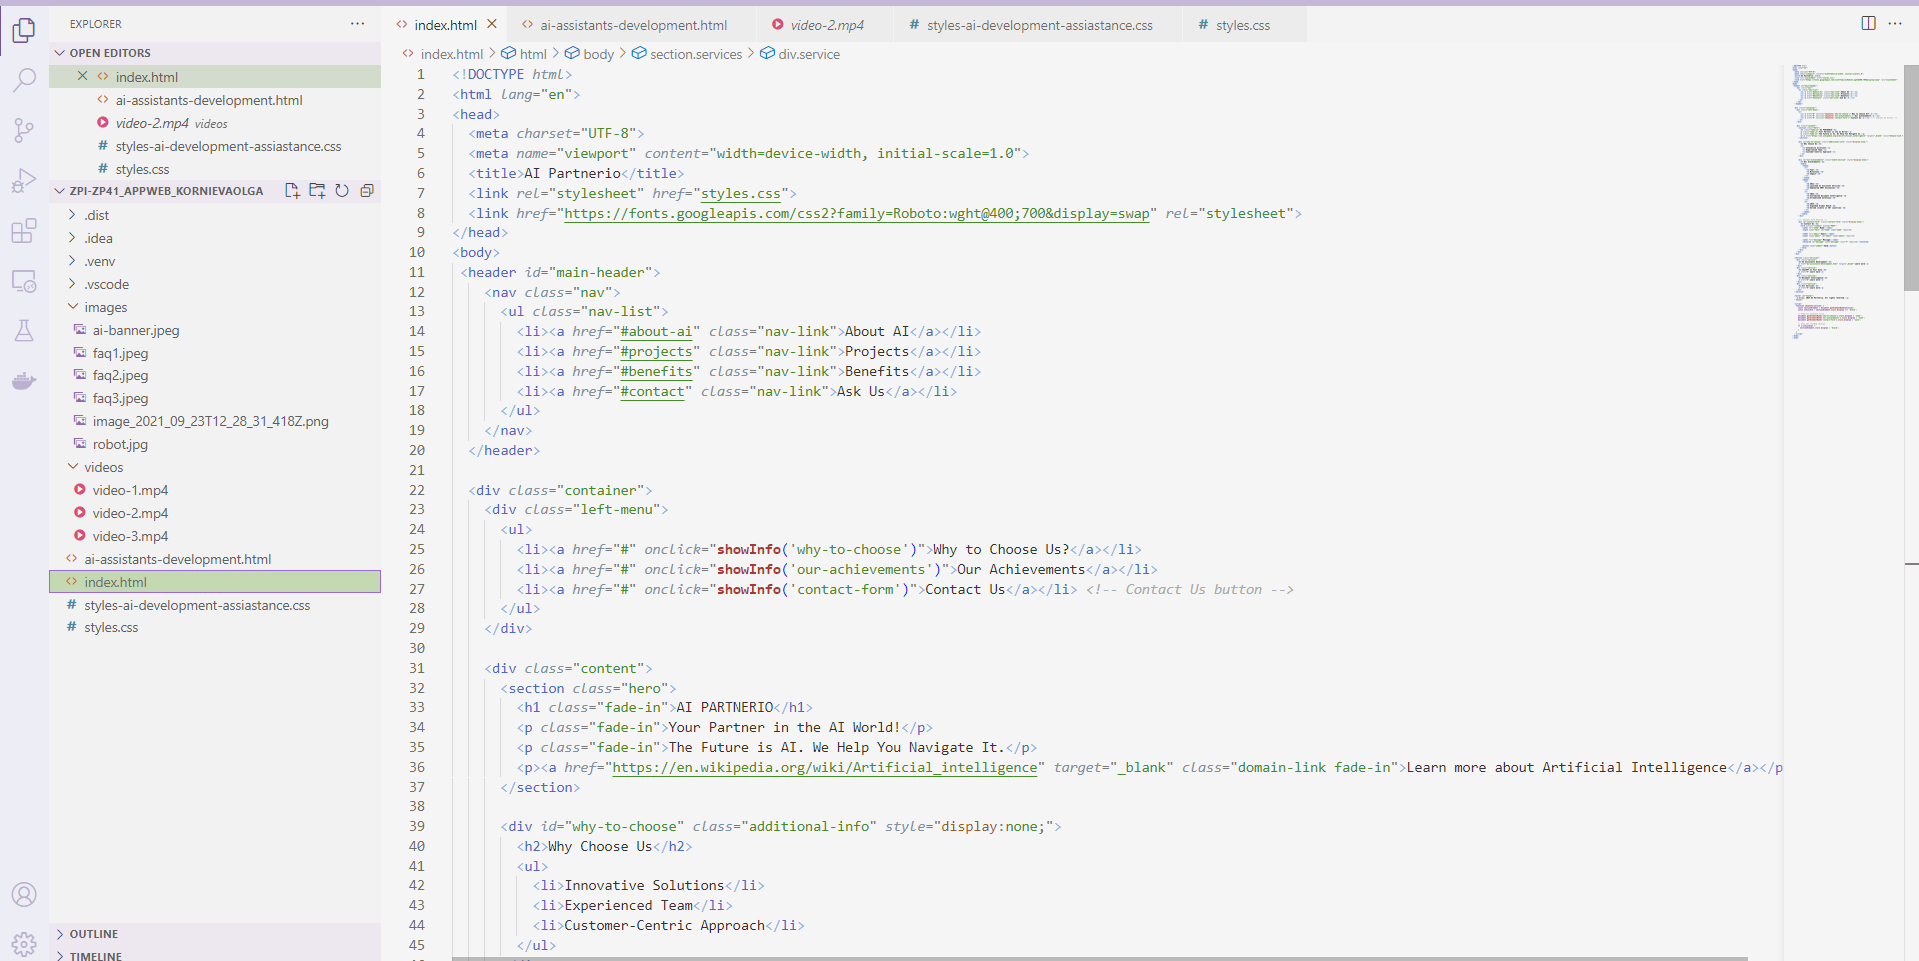 EXPLORER
OPEN EDITORS
index.html
ai-assistants-development.html
video-2.mp4 videos
styles-ai-development-assiastance.css
styles.css
ZPI-ZP41_APPWEB_KORNIEVAOLGA
.dist
.idea
.venv
.vscode
images
ai-banner.jpeg
faq1.jpeg
faq2.jpeg
faq3.jpeg
image_2021_09_23T12_28_31_418Z.png
robot.jpg
videos
video-1.mp4
video-2.mp4
video-3.mp4
ai-assistants-development.html
index.html
styles-ai-development-assiastance.css
styles.css
OUTLINE
TIMELINE
index.html ai-assistants-development.html video-2.mp4 styles-ai-development-assiastance.css styles.css
index.html > html > body > section.services > div.service
1 <!DOCTYPE html>
2 <html lang="en">
3 <head>
4 <meta charset="UTF-8">
5 <meta name="viewport" content="width=device-width, initial-scale=1.0">
6 <title>AI Partnerio</title>
7 <link rel="stylesheet" href="styles.css">
8 <link href="https://fonts.googleapis.com/css2?family=Roboto:wght@400;700&display=swap" rel="stylesheet">
9 </head>
10 <body>
11 <header id="main-header">
12 <nav class="nav">
13 <ul class="nav-list">
14 <li><a href="#about-ai" class="nav-link">About AI</a></li>
15 <li><a href="#projects" class="nav-link">Projects</a></li>
16 <li><a href="#benefits" class="nav-link">Benefits</a></li>
17 <li><a href="#contact" class="nav-link">Ask Us</a></li>
18 </ul>
19 </nav>
20 </header>
21
22 <div class="container">
23 <div class="left-menu">
24 <ul>
25 <li><a href="#" onclick="showInfo('why-to-choose')">Why to Choose Us?</a></li>
26 <li><a href="#" onclick="showInfo('our-achievements')">Our Achievements</a></li>
27 <li><a href="#" onclick="showInfo('contact-form')">Contact Us</a></li> <!-- Contact Us button -->
28 </ul>
29 </div>
30
31 <div class="content">
32 <section class="hero">
33 <h1 class="fade-in">AI PARTNERIO</h1>
34 <p class="fade-in">Your Partner in the AI World!</p>
35 <p class="fade-in">The Future is AI. We Help You Navigate It.</p>
36 <p><a href="https://en.wikipedia.org/wiki/Artificial_intelligence" target="_blank" class="domain-link fade-in">Learn more about Artificial Intelligence</a></p
37 </section>
38
39 <div id="why-to-choose" class="additional-info" style="display:none;">
40 <h2>Why Choose Us</h2>
41 <ul>
42 <li>Innovative Solutions</li>
43 <li>Experienced Team</li>
44 <li>Customer-Centric Approach</li>
45 </ul>